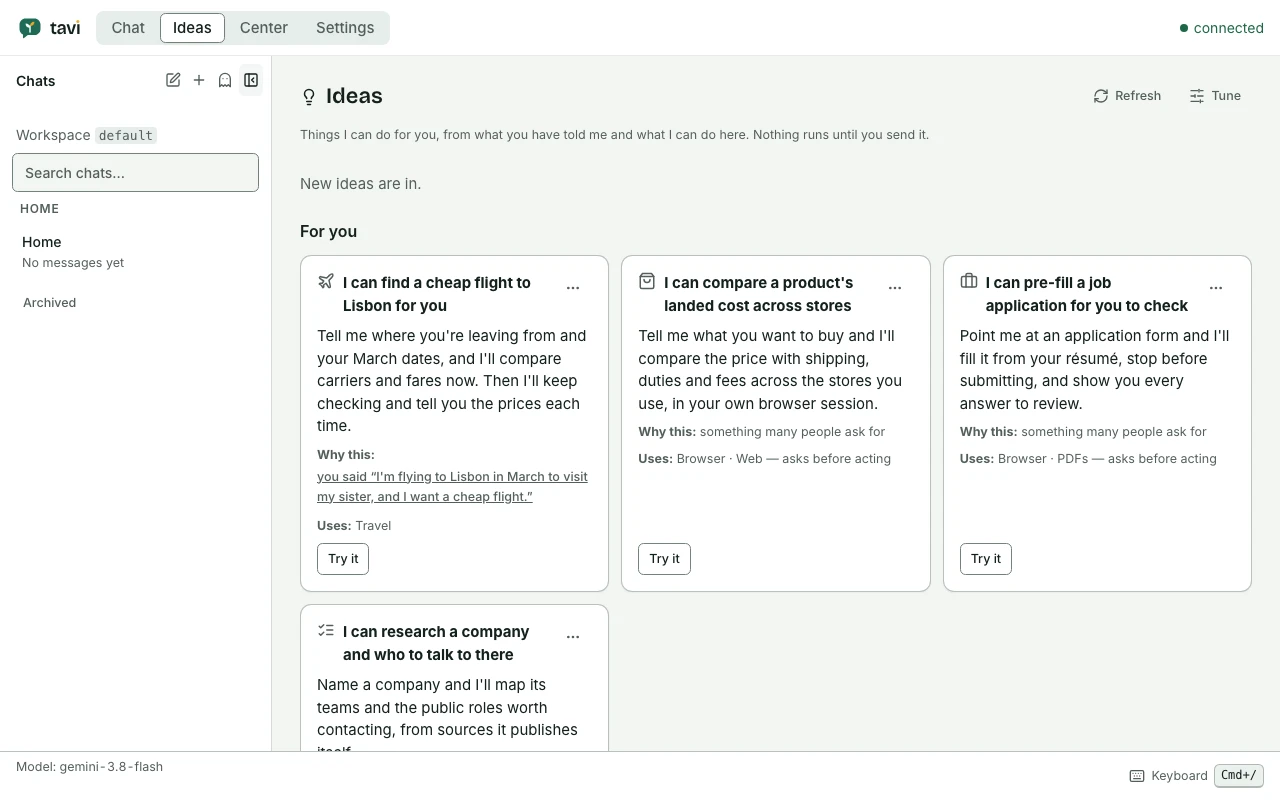 tavi
Chat
Ideas
Center
Settings
connected
Chats
Workspace default
Search chats...
HOME
Home
No messages yet
Archived
Ideas
Refresh
Tune
Things I can do for you, from what you have told me and what I can do here. Nothing runs until you send it.
New ideas are in.
For you
I can find a cheap flight to
Lisbon for you
...
Tell me where you're leaving from and
your March dates, and I'll compare
carriers and fares now. Then I'll keep
checking and tell you the prices each
time.
Why this:
you said “I'm flying to Lisbon in March to visit
my sister, and I want a cheap flight.”
Uses: Travel
Try it
I can compare a product's
landed cost across stores
...
Tell me what you want to buy and I'll
compare the price with shipping,
duties and fees across the stores you
use, in your own browser session.
Why this: something many people ask for
Uses: Browser · Web — asks before acting
Try it
I can pre-fill a job
application for you to check
...
Point me at an application form and I'll
fill it from your résumé, stop before
submitting, and show you every
answer to review.
Why this: something many people ask for
Uses: Browser · PDFs — asks before acting
Try it
I can research a company
and who to talk to there
...
Name a company and I'll map its
teams and the public roles worth
contacting, from sources it publishes
itself.
Model: gemini-3.8-flash
Keyboard Cmd+/